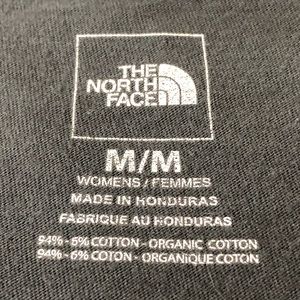 THE
NORTH
FACE
M/M
WOMENS / FEMMES
MADE IN HONDURAS
FABRIQUE AU HONDURAS
94% - 6% COTTON - ORGANIC COTTON
94% - 6% COTON - ORGANIQUE COTON